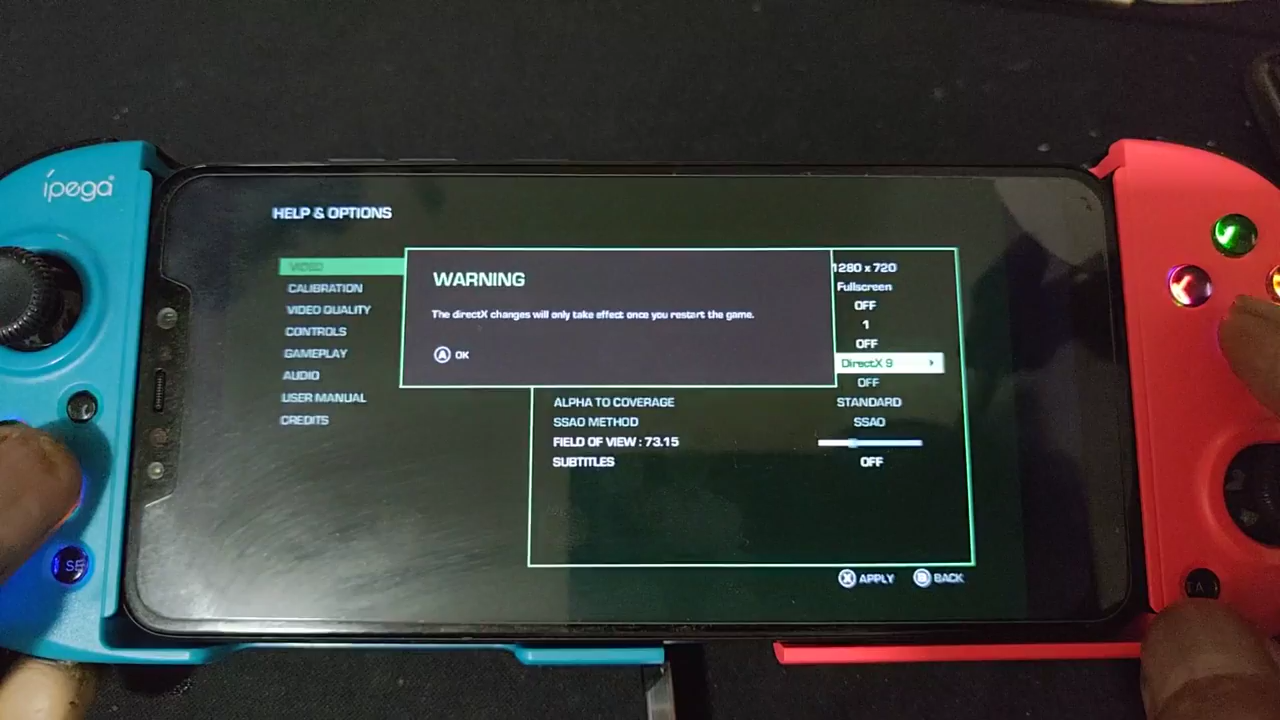 ipega
HELP & OPTIONS
VIDEO
CALIBRATION
VIDEO QUALITY
CONTROLS
GAMEPLAY
AUDIO
USER MANUAL
CREDITS
WARNING
The directX changes will only take effect once you restart the game.
A OK
1280 x 720
Fullscreen
OFF
1
OFF
DirectX 9
OFF
ALPHA TO COVERAGE STANDARD
SSAO METHOD SSAO
FIELD OF VIEW : 73.15
SUBTITLES OFF
X APPLY B BACK
SE